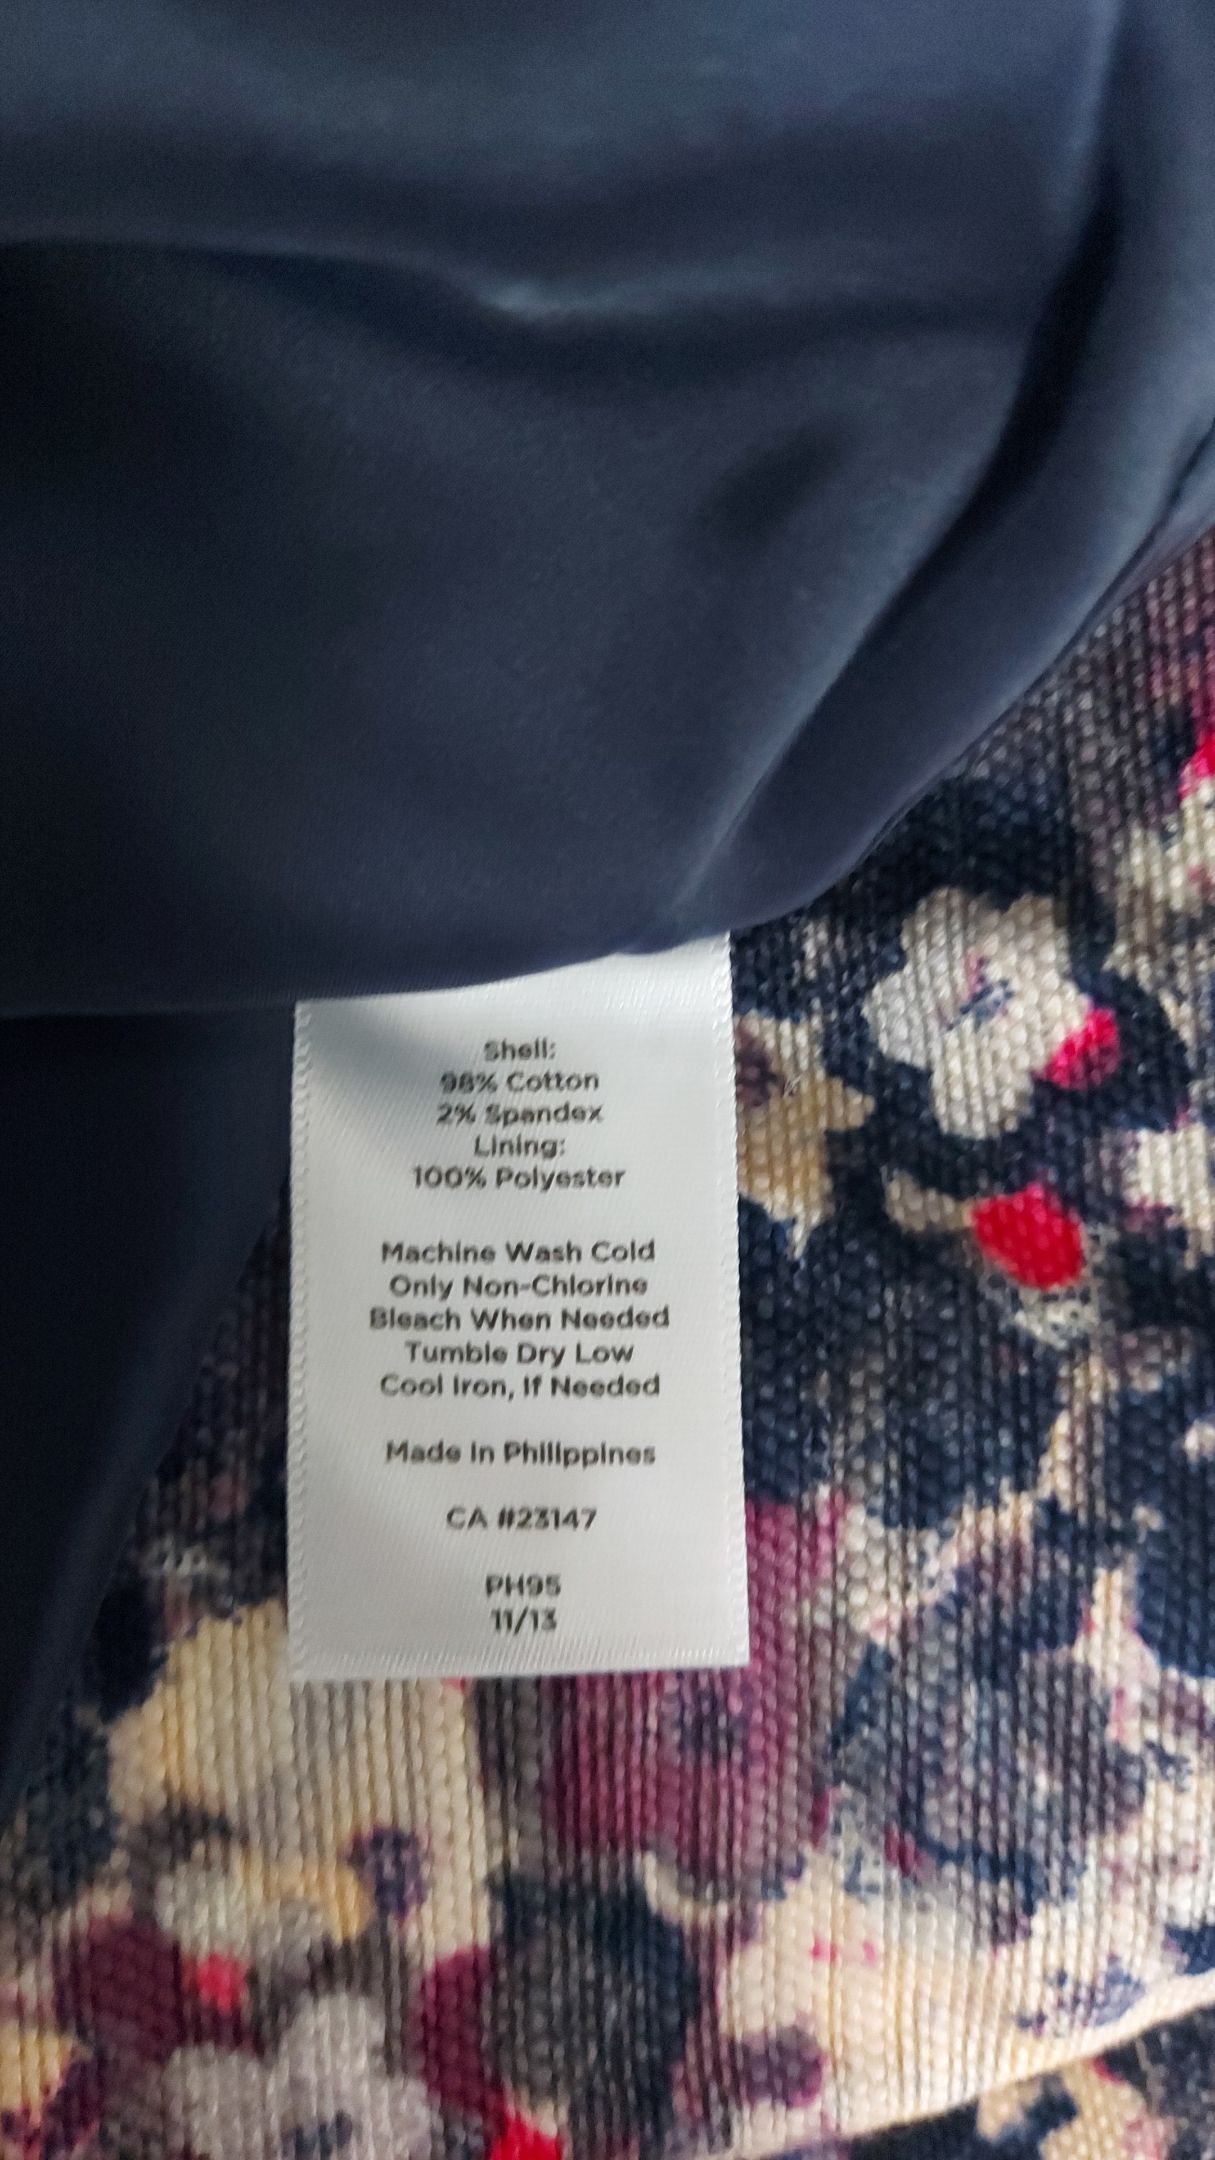 Shell:
98% Cotton
2% Spandex
Lining:
100% Polyester
Machine Wash Cold
Only Non-Chlorine
Bleach When Needed
Tumble Dry Low
Cool Iron, If Needed
Made In Philippines
CA #23147
PH95
11/13